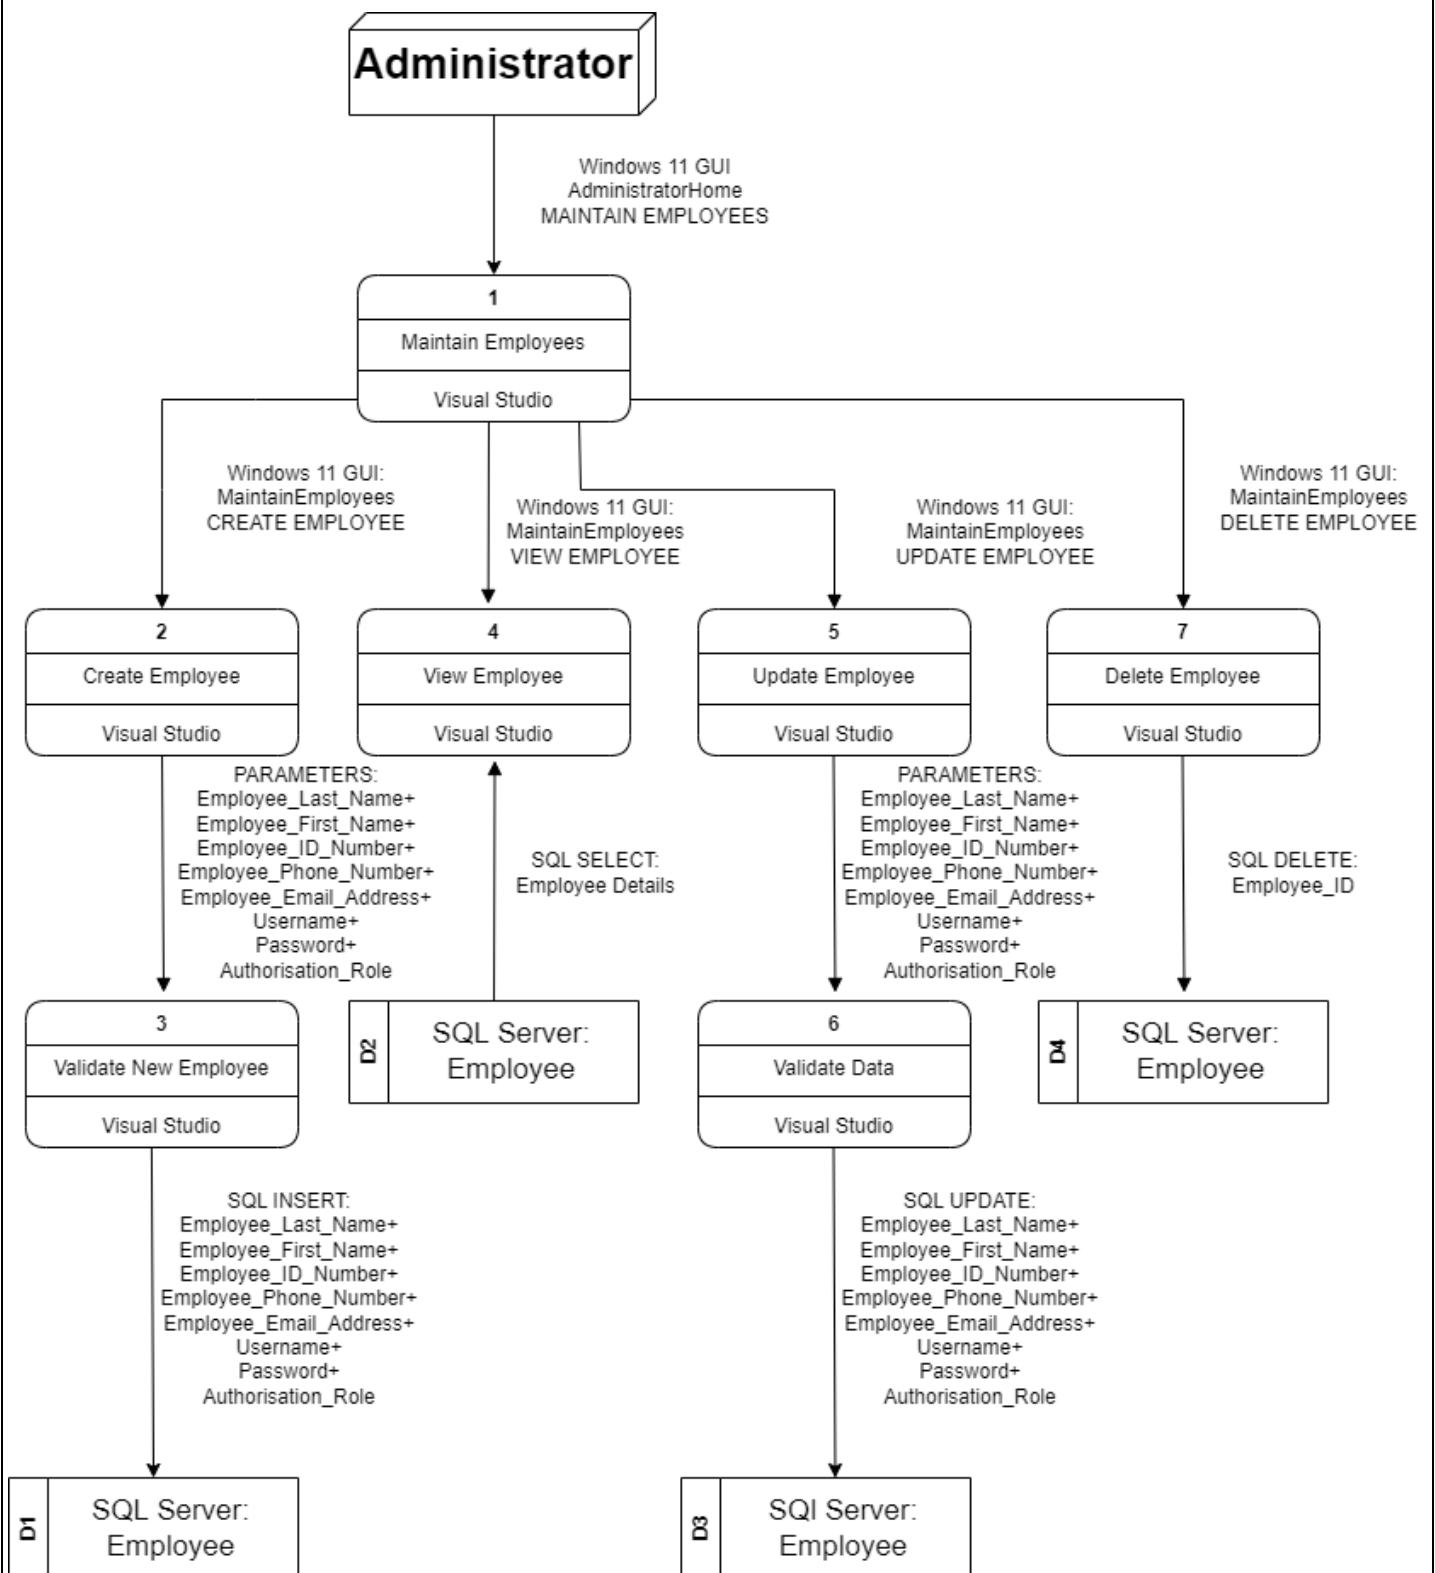 Administrator
Windows 11 GUI
AdministratorHome
MAINTAIN EMPLOYEES
1
Maintain Employees
Visual Studio
Windows 11 GUI:
MaintainEmployees
CREATE EMPLOYEE
Windows 11 GUI:
MaintainEmployees
VIEW EMPLOYEE
Windows 11 GUI:
MaintainEmployees
UPDATE EMPLOYEE
Windows 11 GUI:
MaintainEmployees
DELETE EMPLOYEE
2
Create Employee
Visual Studio
4
View Employee
Visual Studio
5
Update Employee
Visual Studio
7
Delete Employee
Visual Studio
PARAMETERS:
Employee_Last_Name+
Employee_First_Name+
Employee_ID_Number+
Employee_Phone_Number+
Employee_Email_Address+
Username+
Password+
Authorisation_Role
SQL SELECT:
Employee Details
PARAMETERS:
Employee_Last_Name+
Employee_First_Name+
Employee_ID_Number+
Employee_Phone_Number+
Employee_Email_Address+
Username+
Password+
Authorisation_Role
SQL DELETE:
Employee_ID
3
Validate New Employee
Visual Studio
D2
SQL Server:
Employee
6
Validate Data
Visual Studio
D4
SQL Server:
Employee
SQL INSERT:
Employee_Last_Name+
Employee_First_Name+
Employee_ID_Number+
Employee_Phone_Number+
Employee_Email_Address+
Username+
Password+
Authorisation_Role
SQL UPDATE:
Employee_Last_Name+
Employee_First_Name+
Employee_ID_Number+
Employee_Phone_Number+
Employee_Email_Address+
Username+
Password+
Authorisation_Role
D1
SQL Server:
Employee
D3
SQl Server:
Employee